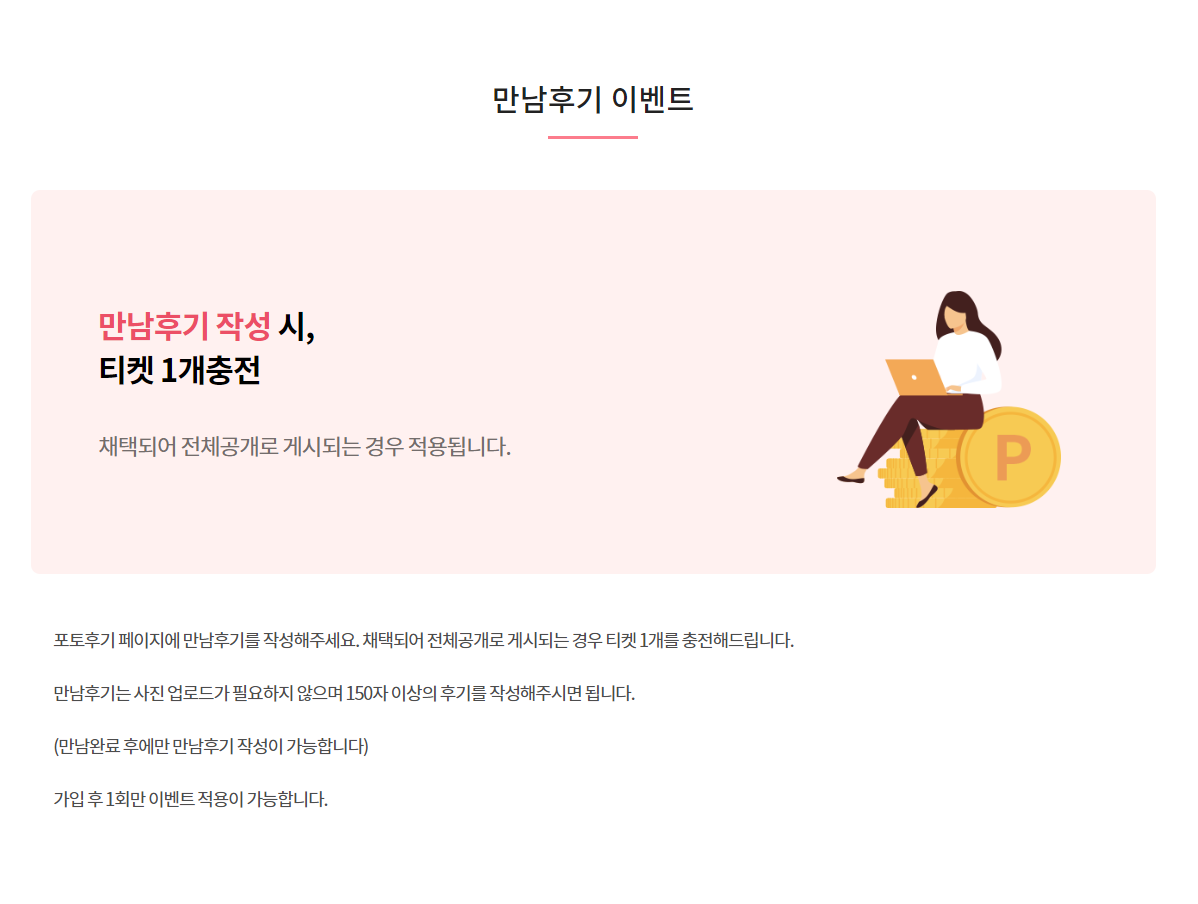 만남후기 이벤트
만남후기 작성 시,
티켓 1개충전
채택되어 전체공개로 게시되는 경우 적용됩니다.
P
포토후기 페이지에 만남후기를 작성해주세요. 채택되어 전체공개로 게시되는 경우 티켓 1개를 충전해드립니다.
만남후기는 사진 업로드가 필요하지 않으며 150자 이상의 후기를 작성해주시면 됩니다.
(만남완료 후에만 만남후기 작성이 가능합니다)
가입 후 1회만 이벤트 적용이 가능합니다.